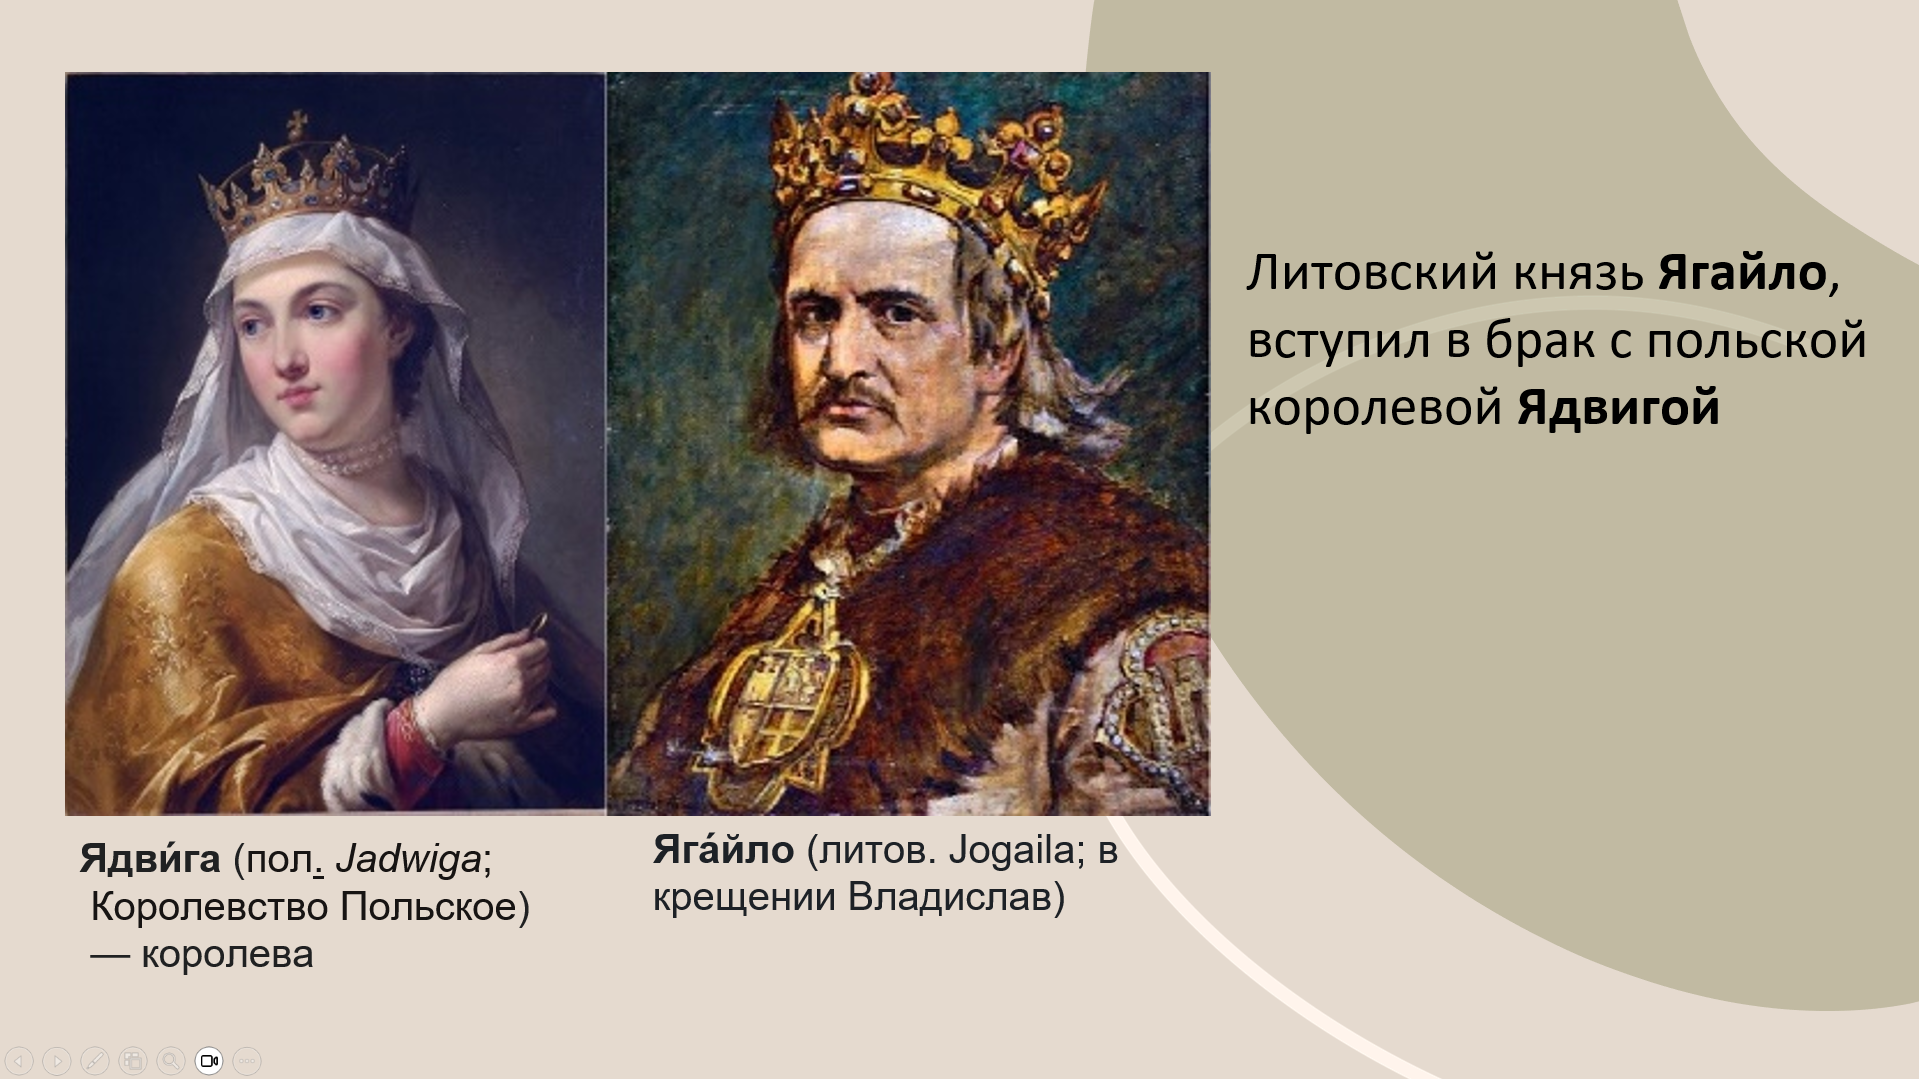 Литовский князь Ягайло,
вступил в брак с польской
королевой Ядвигой
Ядви́га (пол. Jadwiga;
Королевство Польское)
— королева
Яга́йло (литов. Jogaila; в
крещении Владислав)